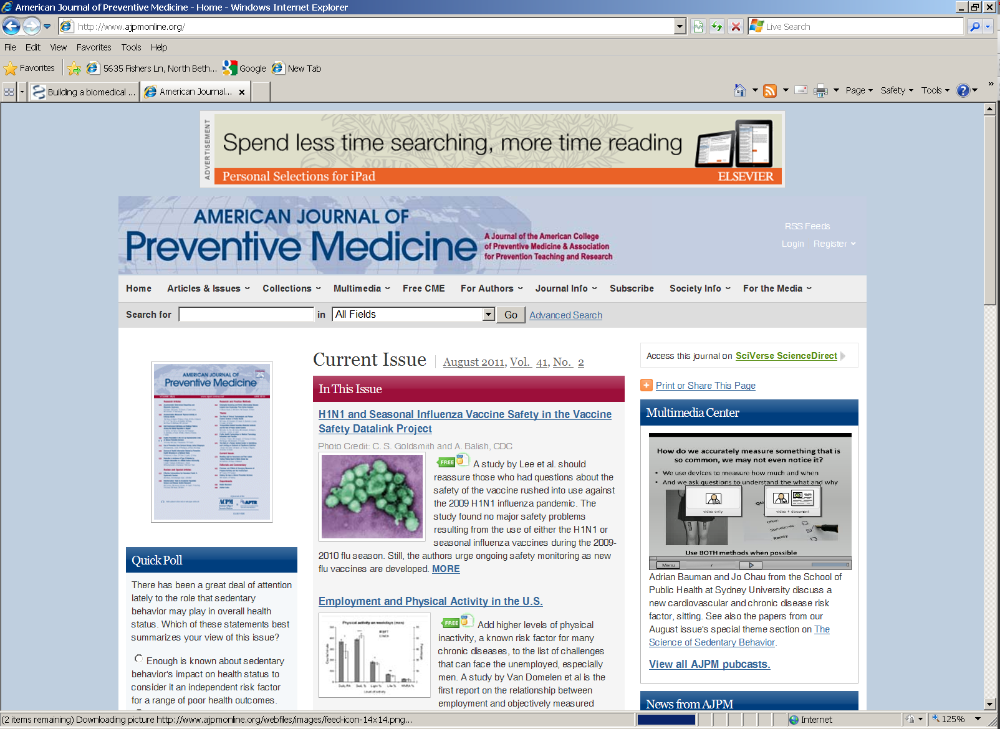 American Journal of Preventive Medicine - Home - Windows Internet Explorer
http://www.ajpmonline.org/
Live Search
File Edit View Favorites Tools Help
Favorites
5635 Fishers Ln, North Beth...
Google
New Tab
Building a biomedical ...
American Journal...
Page
Safety
Tools
»
ADVERTISEMENT
Spend less time searching, more time reading
Personal Selections for iPad
ELSEVIER
AMERICAN JOURNAL OF
Preventive Medicine
A Journal of the American College
of Preventive Medicine & Association
for Prevention Teaching and Research
RSS Feeds
Login Register
Home Articles & Issues Collections Multimedia Free CME For Authors Journal Info Subscribe Society Info For the Media
Search for
in
All Fields
Go
Advanced Search
AMERICAN JOURNAL OF
Preventive Medicine
25
ACPM
APTR
Quick Poll
There has been a great deal of attention
lately to the role that sedentary
behavior may play in overall health
status. Which of these statements best
summarizes your view of this issue?
Enough is known about sedentary
behavior's impact on health status to
consider it an independent risk factor
for a range of poor health outcomes.
Current Issue
August 2011, Vol. 41, No. 2
In This Issue
H1N1 and Seasonal Influenza Vaccine Safety in the Vaccine
Safety Datalink Project
Photo Credit: C. S. Goldsmith and A. Balish, CDC
FREE A study by Lee et al. should
reassure those who had questions about the
safety of the vaccine rushed into use against
the 2009 H1N1 influenza pandemic. The
study found no major safety problems
resulting from the use of either the H1N1 or
seasonal influenza vaccines during the 2009-
2010 flu season. Still, the authors urge ongoing safety monitoring as new
flu vaccines are developed. MORE
Employment and Physical Activity in the U.S.
Physical activity on weekdays (men)
Level of activity
FREE Add higher levels of physical
inactivity, a known risk factor for many
chronic diseases, to the list of challenges
that can face the unemployed, especially
men. A study by Van Domelen et al is the
first report on the relationship between
employment and objectively measured
Access this journal on SciVerse ScienceDirect
Print or Share This Page
Multimedia Center
How do we accurately measure something that is
so common, we may not even notice it?
• We use devices to measure how much and when
• And we ask questions to understand the what and why
video only
video + document
Often
Sometimes
Rarely
Use BOTH methods when possible
Menu
/
Adrian Bauman and Jo Chau from the School of
Public Health at Sydney University discuss a
new cardiovascular and chronic disease risk
factor, sitting. See also the papers from our
August issue's special theme section on The
Science of Sedentary Behavior.
View all AJPM pubcasts.
News from AJPM
(2 items remaining) Downloading picture http://www.ajpmonline.org/webfiles/images/feed-icon-14x14.png...
Internet
125%